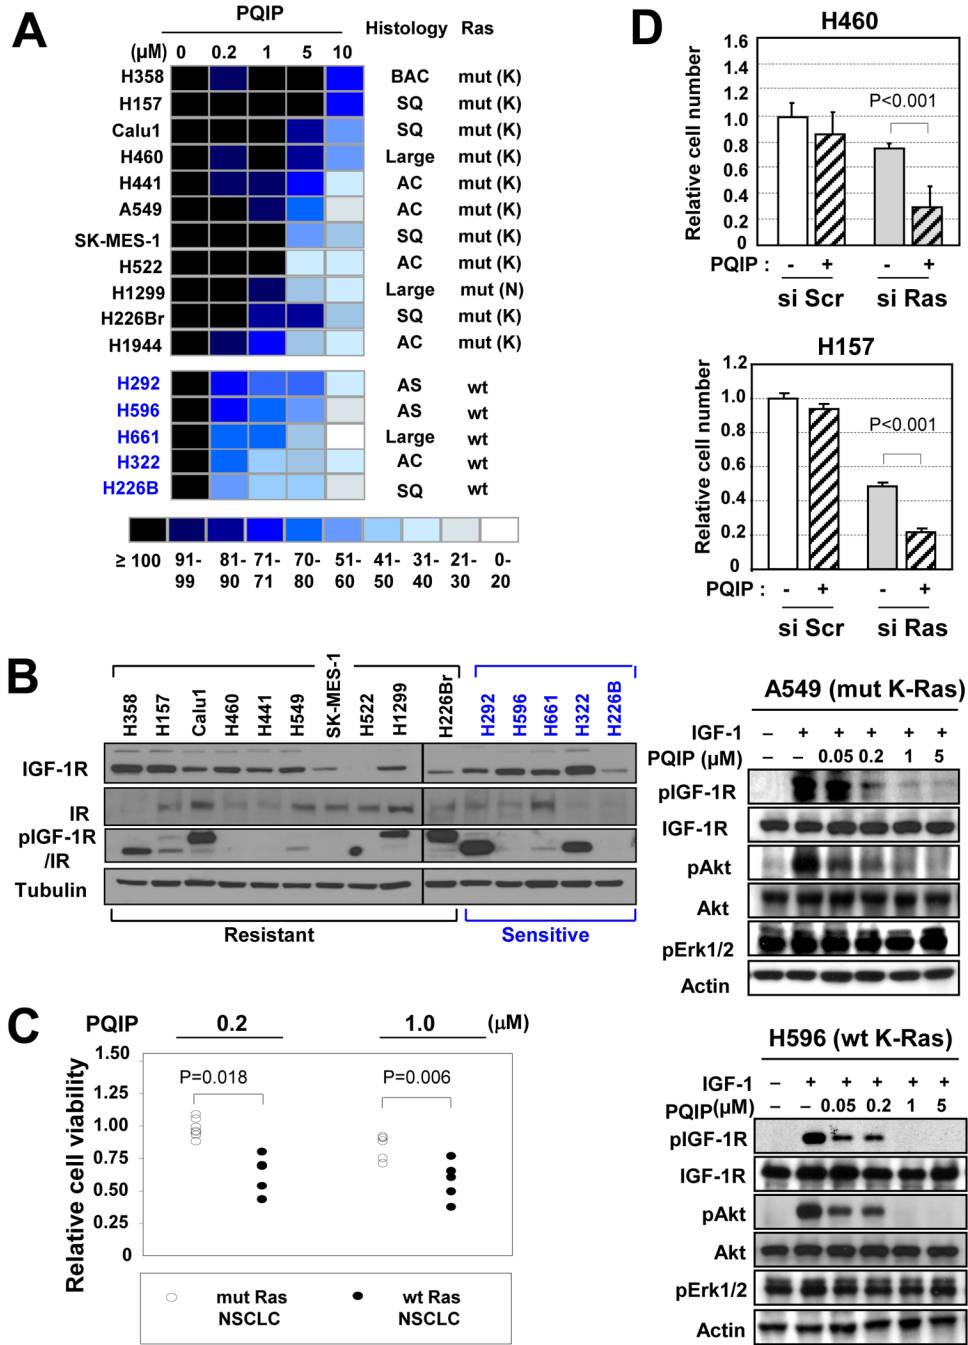 A
PQIP
Histology Ras
(µM) 0 0.2 1 5 10
H358 BAC mut (K)
H157 SQ mut (K)
Calu1 SQ mut (K)
H460 Large mut (K)
H441 AC mut (K)
A549 AC mut (K)
SK-MES-1 SQ mut (K)
H522 AC mut (K)
H1299 Large mut (N)
H226Br SQ mut (K)
H1944 AC mut (K)
H292 AS wt
H596 AS wt
H661 Large wt
H322 AC wt
H226B SQ wt
≥ 100 91- 81- 71- 70- 51- 41- 31- 21- 0-
99 90 71 80 60 50 40 30 20
B
H358 H157 Calu1 H460 H441 H549 SK-MES-1 H522 H1299 H226Br H292 H596 H661 H322 H226B
IGF-1R
IR
pIGF-1R
/IR
Tubulin
Resistant Sensitive
C
PQIP 0.2 1.0 (µM)
Relative cell viability
1.50
1.25
1.00
0.75
0.50
0.25
0
P=0.018 P=0.006
mut Ras wt Ras
NSCLC NSCLC
D
H460
Relative cell number
1.6
1.4
1.2
1.0
0.8
0.6
0.4
0.2
0
P<0.001
PQIP : - + - +
si Scr si Ras
H157
Relative cell number
1.2
1.0
0.8
0.6
0.4
0.2
0
P<0.001
PQIP : - + - +
si Scr si Ras
A549 (mut K-Ras)
IGF-1 – + + + + +
PQIP (µM) – – 0.05 0.2 1 5
pIGF-1R
IGF-1R
pAkt
Akt
pErk1/2
Actin
H596 (wt K-Ras)
IGF-1 – + + + + +
PQIP(µM) – – 0.05 0.2 1 5
pIGF-1R
IGF-1R
pAkt
Akt
pErk1/2
Actin